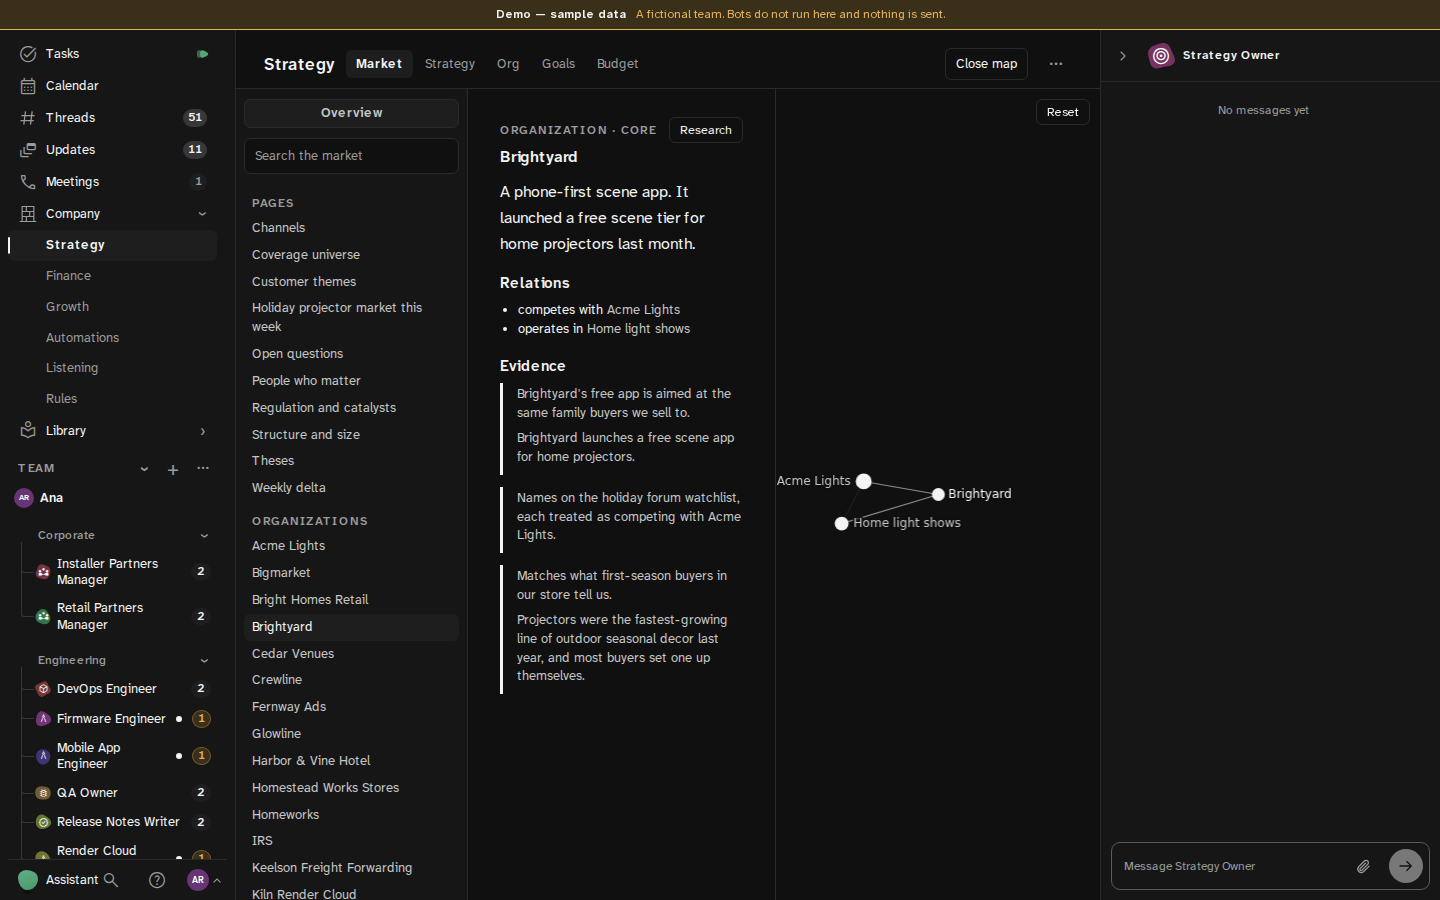 Demo — sample data A fictional team. Bots do not run here and nothing is sent.
Tasks
Calendar
Threads 51
Updates 11
Meetings 1
Company
Strategy
Finance
Growth
Automations
Listening
Rules
Library
TEAM
AR Ana
Corporate
Installer Partners
Manager 2
Retail Partners
Manager 2
Engineering
DevOps Engineer 2
Firmware Engineer 1
Mobile App
Engineer 1
QA Owner 2
Release Notes Writer 2
Render Cloud 1
Assistant AR
Strategy Market Strategy Org Goals Budget Close map
Overview
Search the market
PAGES
Channels
Coverage universe
Customer themes
Holiday projector market this
week
Open questions
People who matter
Regulation and catalysts
Structure and size
Theses
Weekly delta
ORGANIZATIONS
Acme Lights
Bigmarket
Bright Homes Retail
Brightyard
Cedar Venues
Crewline
Fernway Ads
Glowline
Harbor & Vine Hotel
Homestead Works Stores
Homeworks
IRS
Keelson Freight Forwarding
Kiln Render Cloud
ORGANIZATION · CORE Research
Brightyard
A phone-first scene app. It
launched a free scene tier for
home projectors last month.
Relations
• competes with Acme Lights
• operates in Home light shows
Evidence
Brightyard's free app is aimed at the
same family buyers we sell to.
Brightyard launches a free scene app
for home projectors.
Names on the holiday forum watchlist,
each treated as competing with Acme
Lights.
Matches what first-season buyers in
our store tell us.
Projectors were the fastest-growing
line of outdoor seasonal decor last
year, and most buyers set one up
themselves.
Reset
Acme Lights
Brightyard
Home light shows
Strategy Owner
No messages yet
Message Strategy Owner